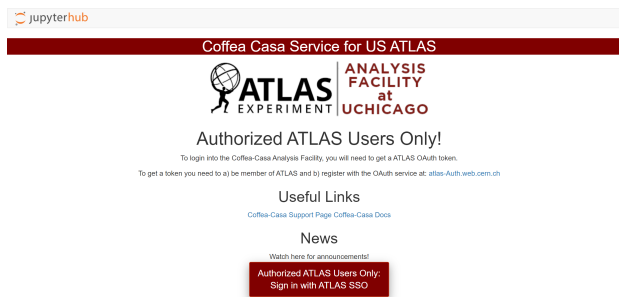 jupyterhub
Coffea Casa Service for US ATLAS
ATLAS
EXPERIMENT
ANALYSIS
FACILITY
at
UCHICAGO
Authorized ATLAS Users Only!
To login into the Coffea-Casa Analysis Facility, you will need to get a ATLAS OAuth token.
To get a token you need to a) be member of ATLAS and b) register with the OAuth service at: atlas-Auth.web.cern.ch
Useful Links
Coffea-Casa Support Page Coffea-Casa Docs
News
Watch here for announcements!
Authorized ATLAS Users Only:
Sign in with ATLAS SSO